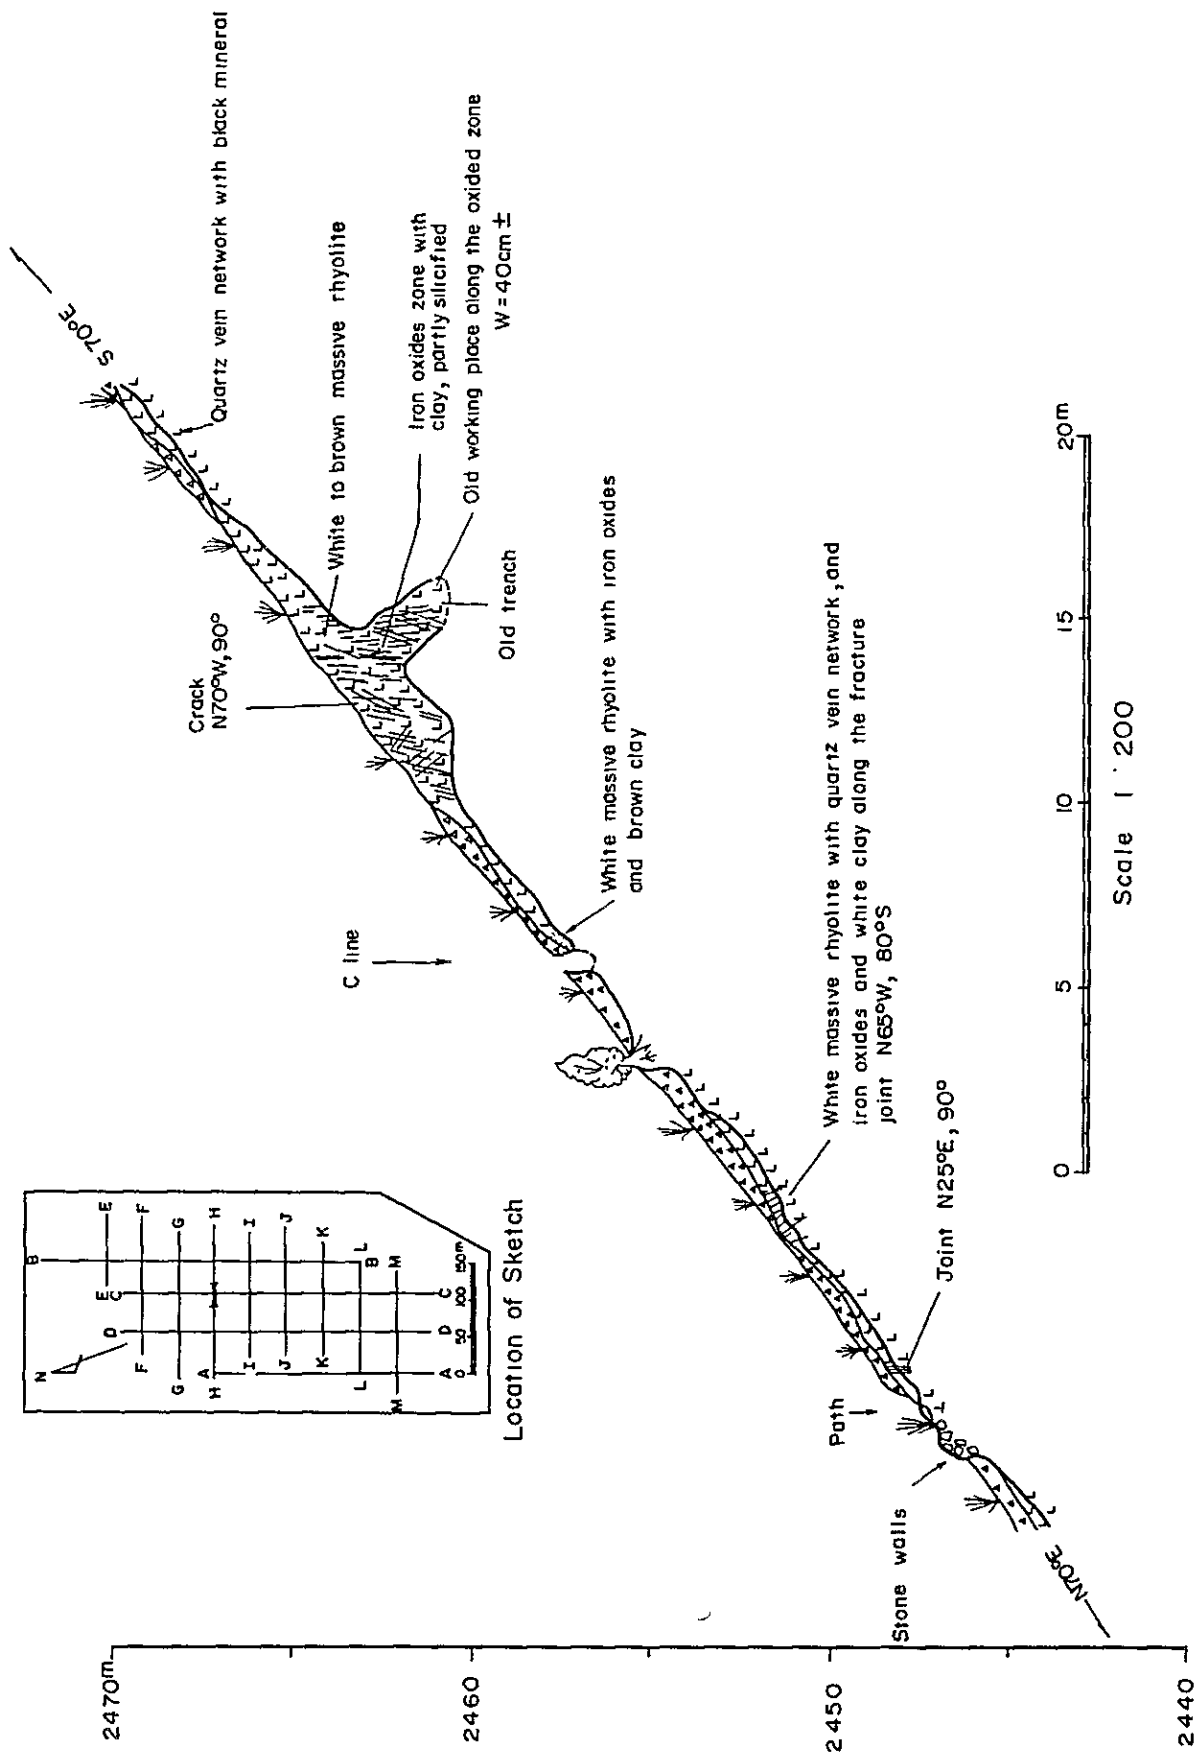 S70°E
Quartz vein network with black mineral
White to brown massive rhyolite
Iron oxides zone with
clay, partly silicified
Old working place along the oxided zone
W=40cm ±
Old trench
Crack
N70°W, 90°
White massive rhyolite with iron oxides
and brown clay
C line
White massive rhyolite with quartz vein network, and
iron oxides and white clay along the fracture
joint N65°W, 80°S
Joint N25°E, 90°
Path
Stone walls
N70°E
2470m
2460
2450
2440
0 5 10 15 20m
Scale 1 : 200
N
B
E E
C
D
F F
G G
A
H H
I I
J J
K K
L L
B
M M
A D C
0 50 100 150m
Location of Sketch